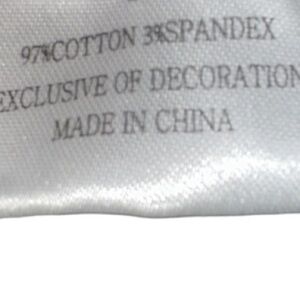 97%COTTON 3%SPANDEX
EXCLUSIVE OF DECORATION
MADE IN CHINA